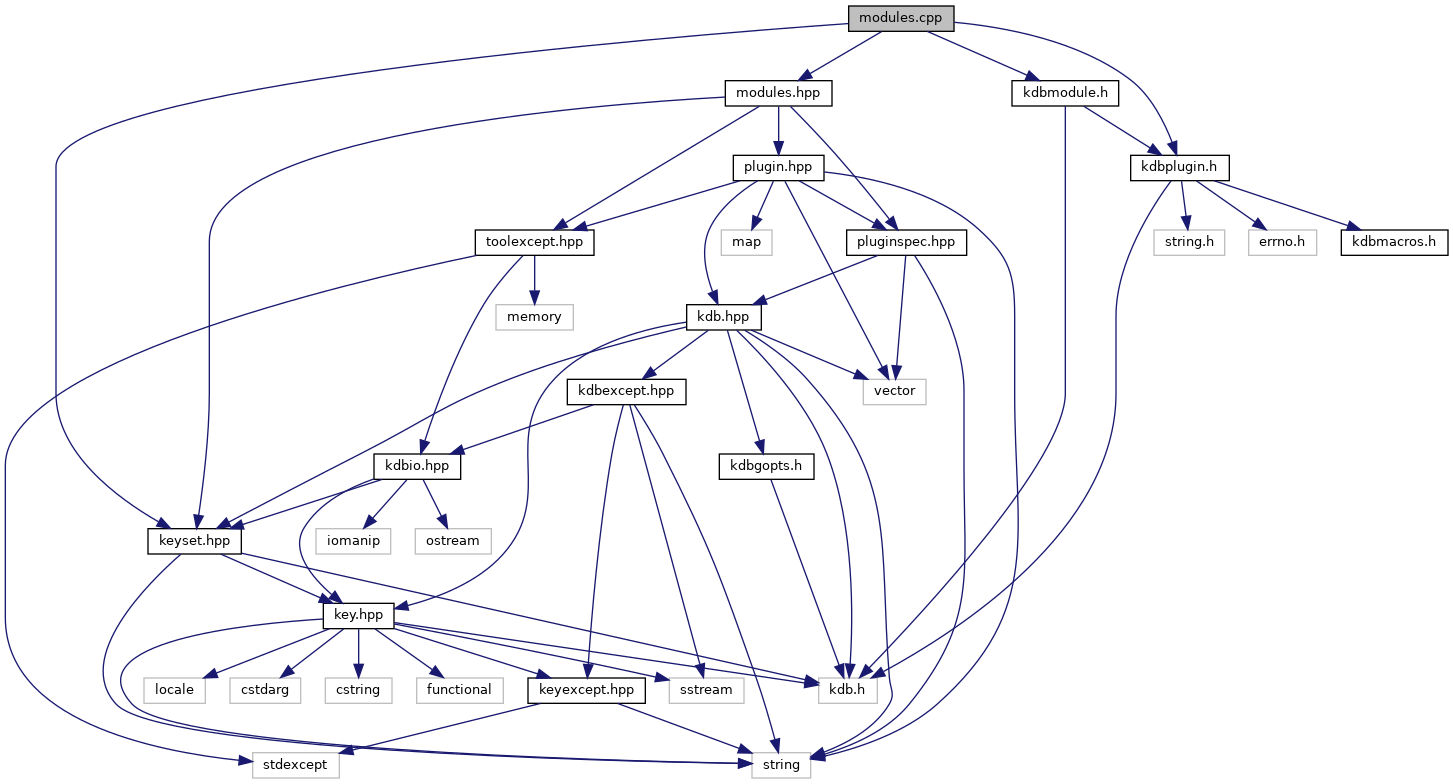 modules.cpp
modules.hpp
kdbmodule.h
plugin.hpp
kdbplugin.h
toolexcept.hpp
map
pluginspec.hpp
string.h
errno.h
kdbmacros.h
memory
kdb.hpp
kdbexcept.hpp
vector
kdbio.hpp
kdbgopts.h
keyset.hpp
iomanip
ostream
key.hpp
locale
cstdarg
cstring
functional
keyexcept.hpp
sstream
kdb.h
stdexcept
string